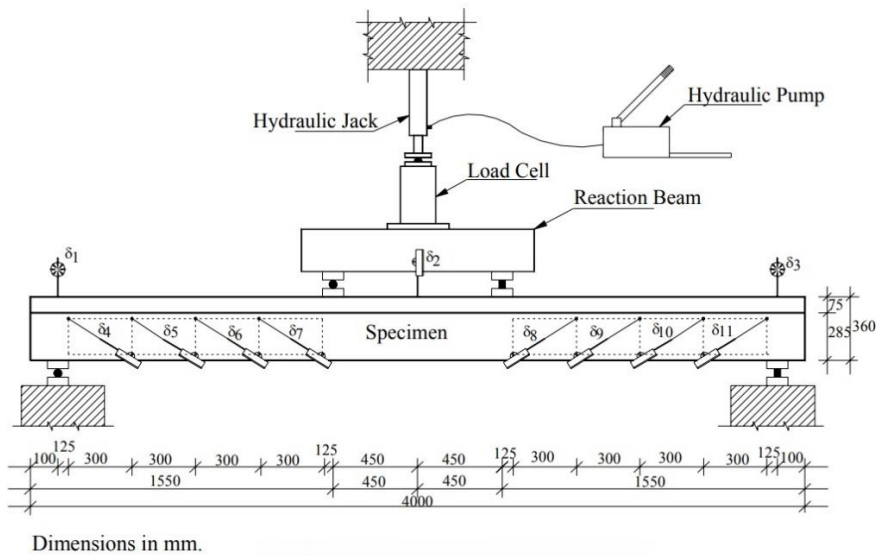 Hydraulic Jack
Hydraulic Pump
Load Cell
Reaction Beam
δ1
δ2
δ3
δ4
δ5
δ6
δ7
Specimen
δ8
δ9
δ10
δ11
75
285
360
100 125 300 300 300 300 125 450 450 125 300 300 300 300 125 100
1550 450 450 1550
4000
Dimensions in mm.